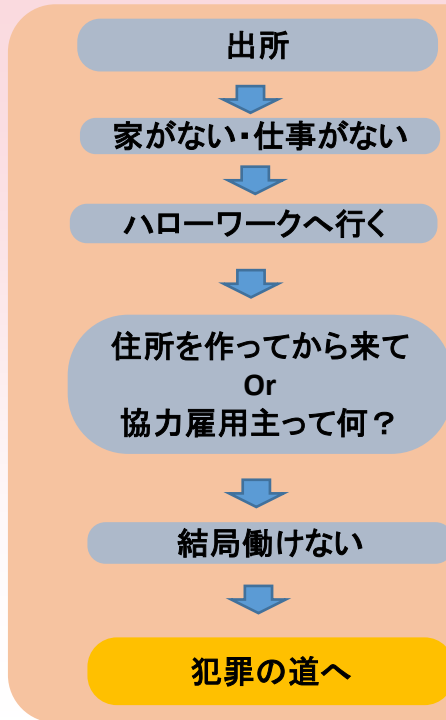 出所
家がない・仕事がない
ハローワークへ行く
住所を作ってから来て
Or
協力雇用主って何？
結局働けない
犯罪の道へ